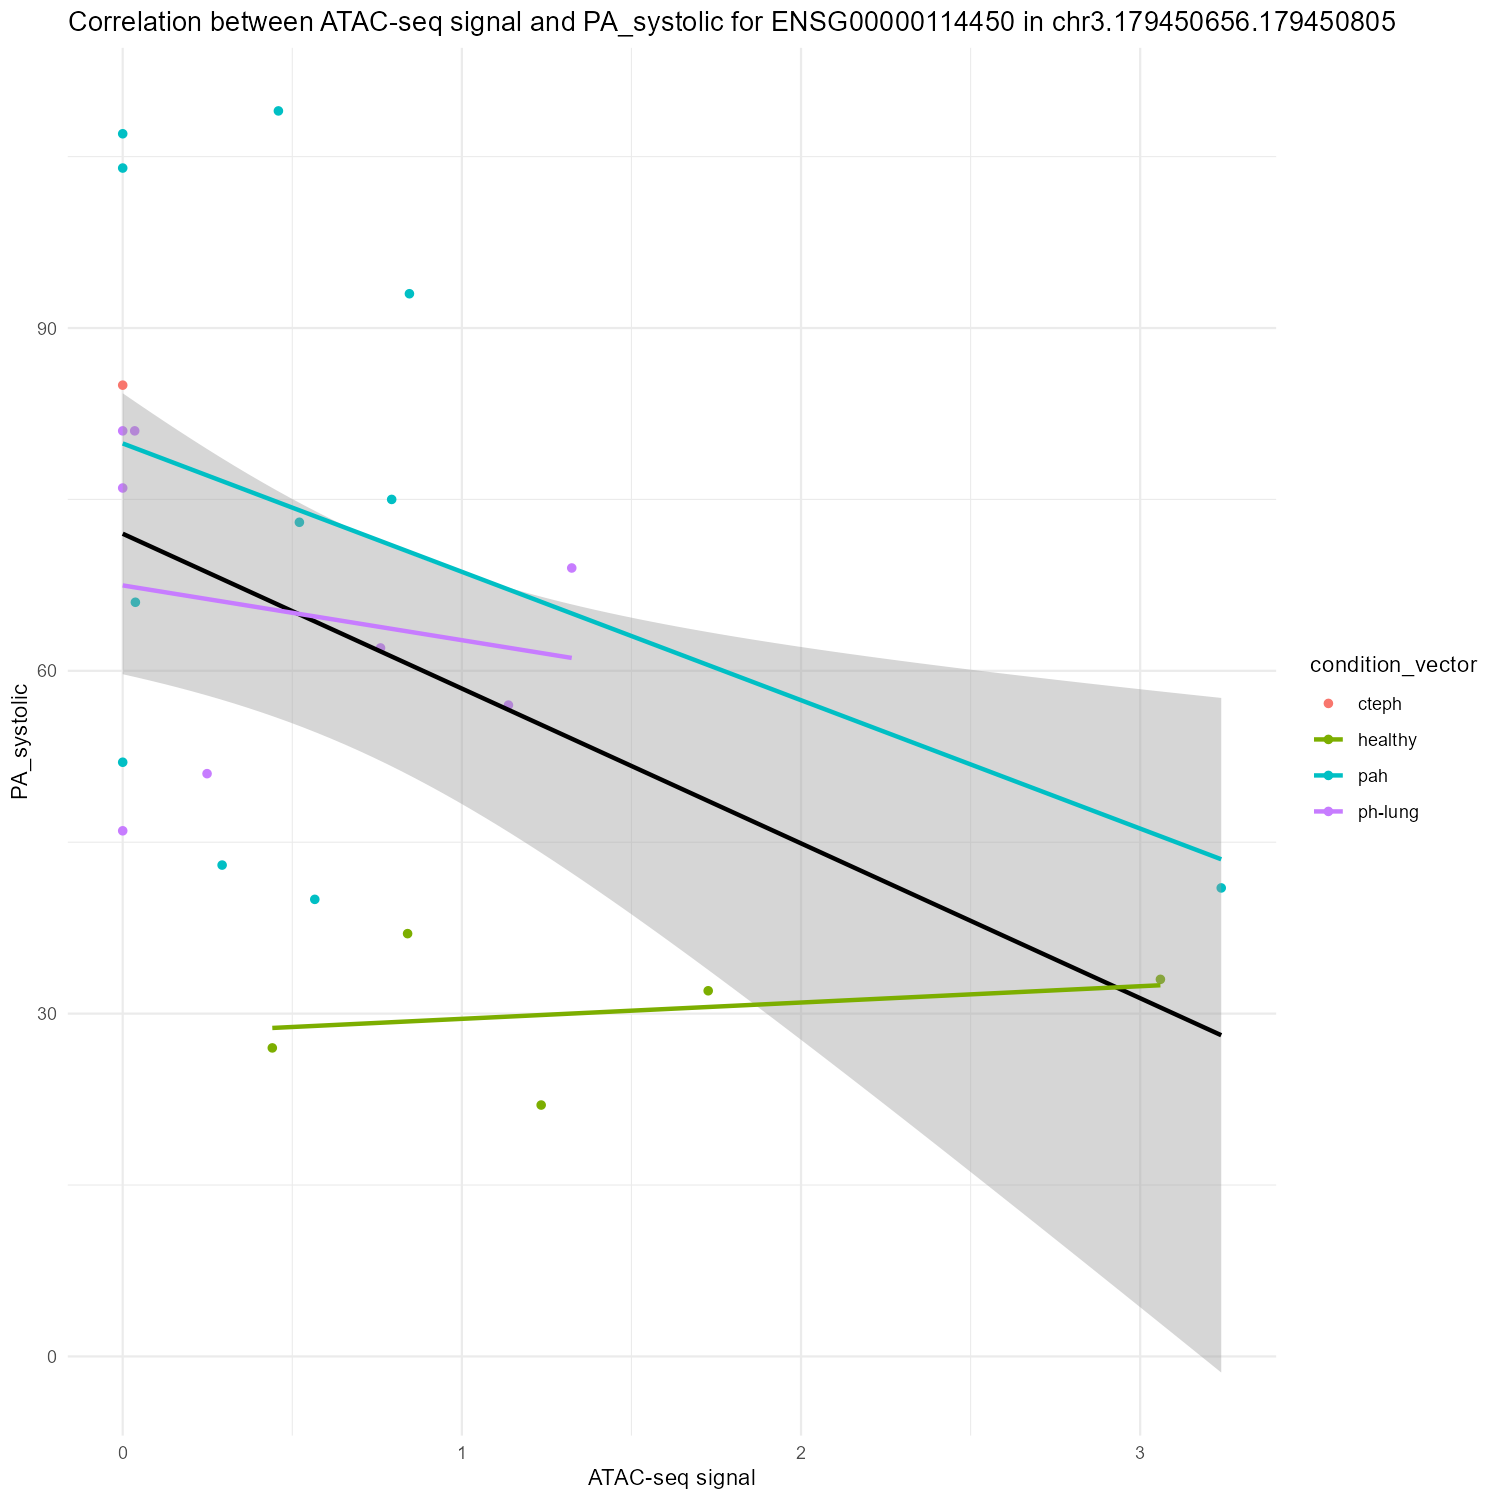 Correlation between ATAC-seq signal and PA_systolic for ENSG00000114450 in chr3.179450656.179450805
90
60
30
0
PA_systolic
0 1 2 3
ATAC-seq signal
condition_vector
cteph
healthy
pah
ph-lung